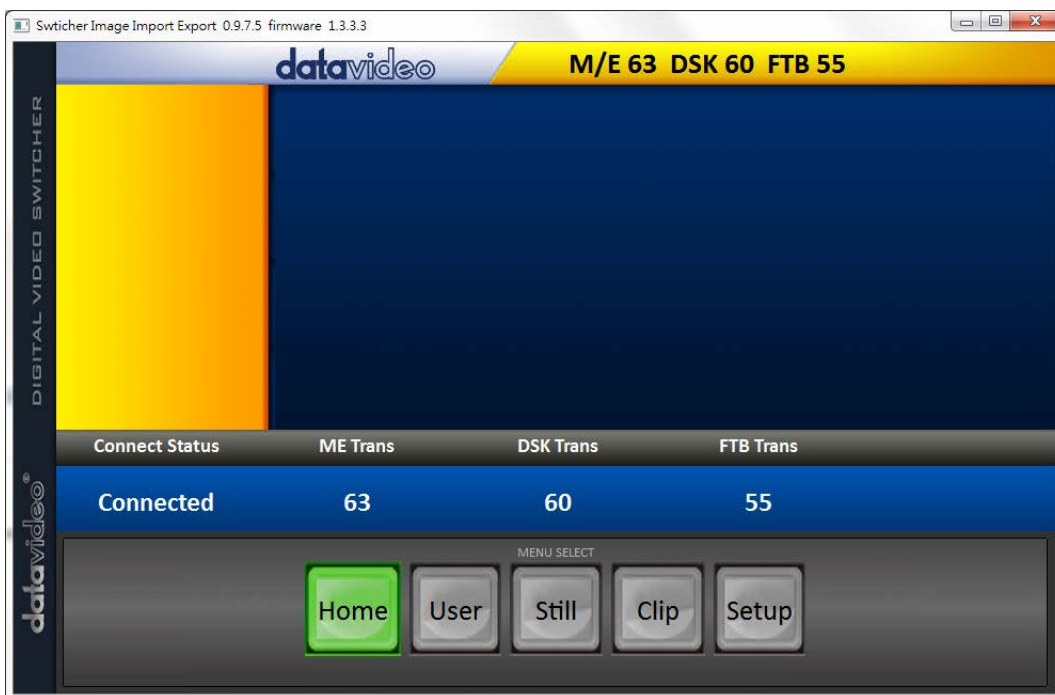 Swticher Image Import Export 0.9.7.5 firmware 1.3.3.3
datavideo
M/E 63 DSK 60 FTB 55
DIGITAL VIDEO SWITCHER
datavideo®
Connect Status ME Trans DSK Trans FTB Trans
Connected 63 60 55
MENU SELECT
Home User Still Clip Setup